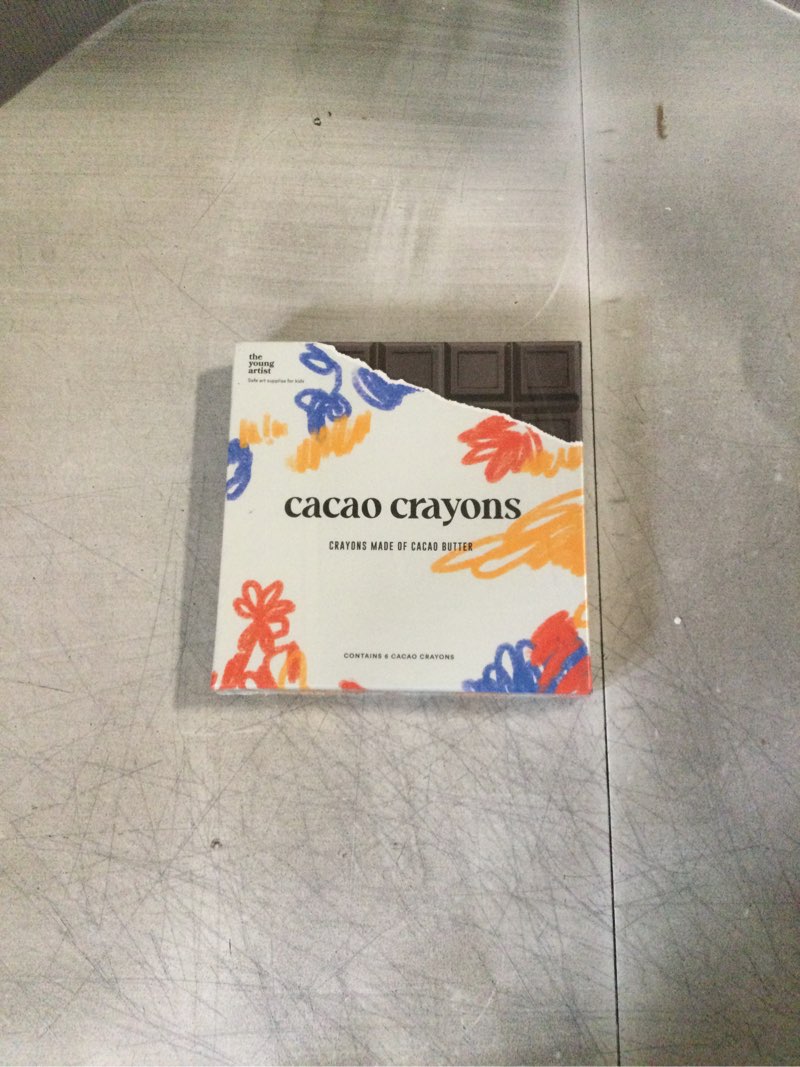 the
young
artist
Safe art supplies for kids
cacao crayons
CRAYONS MADE OF CACAO BUTTER
CONTAINS 6 CACAO CRAYONS